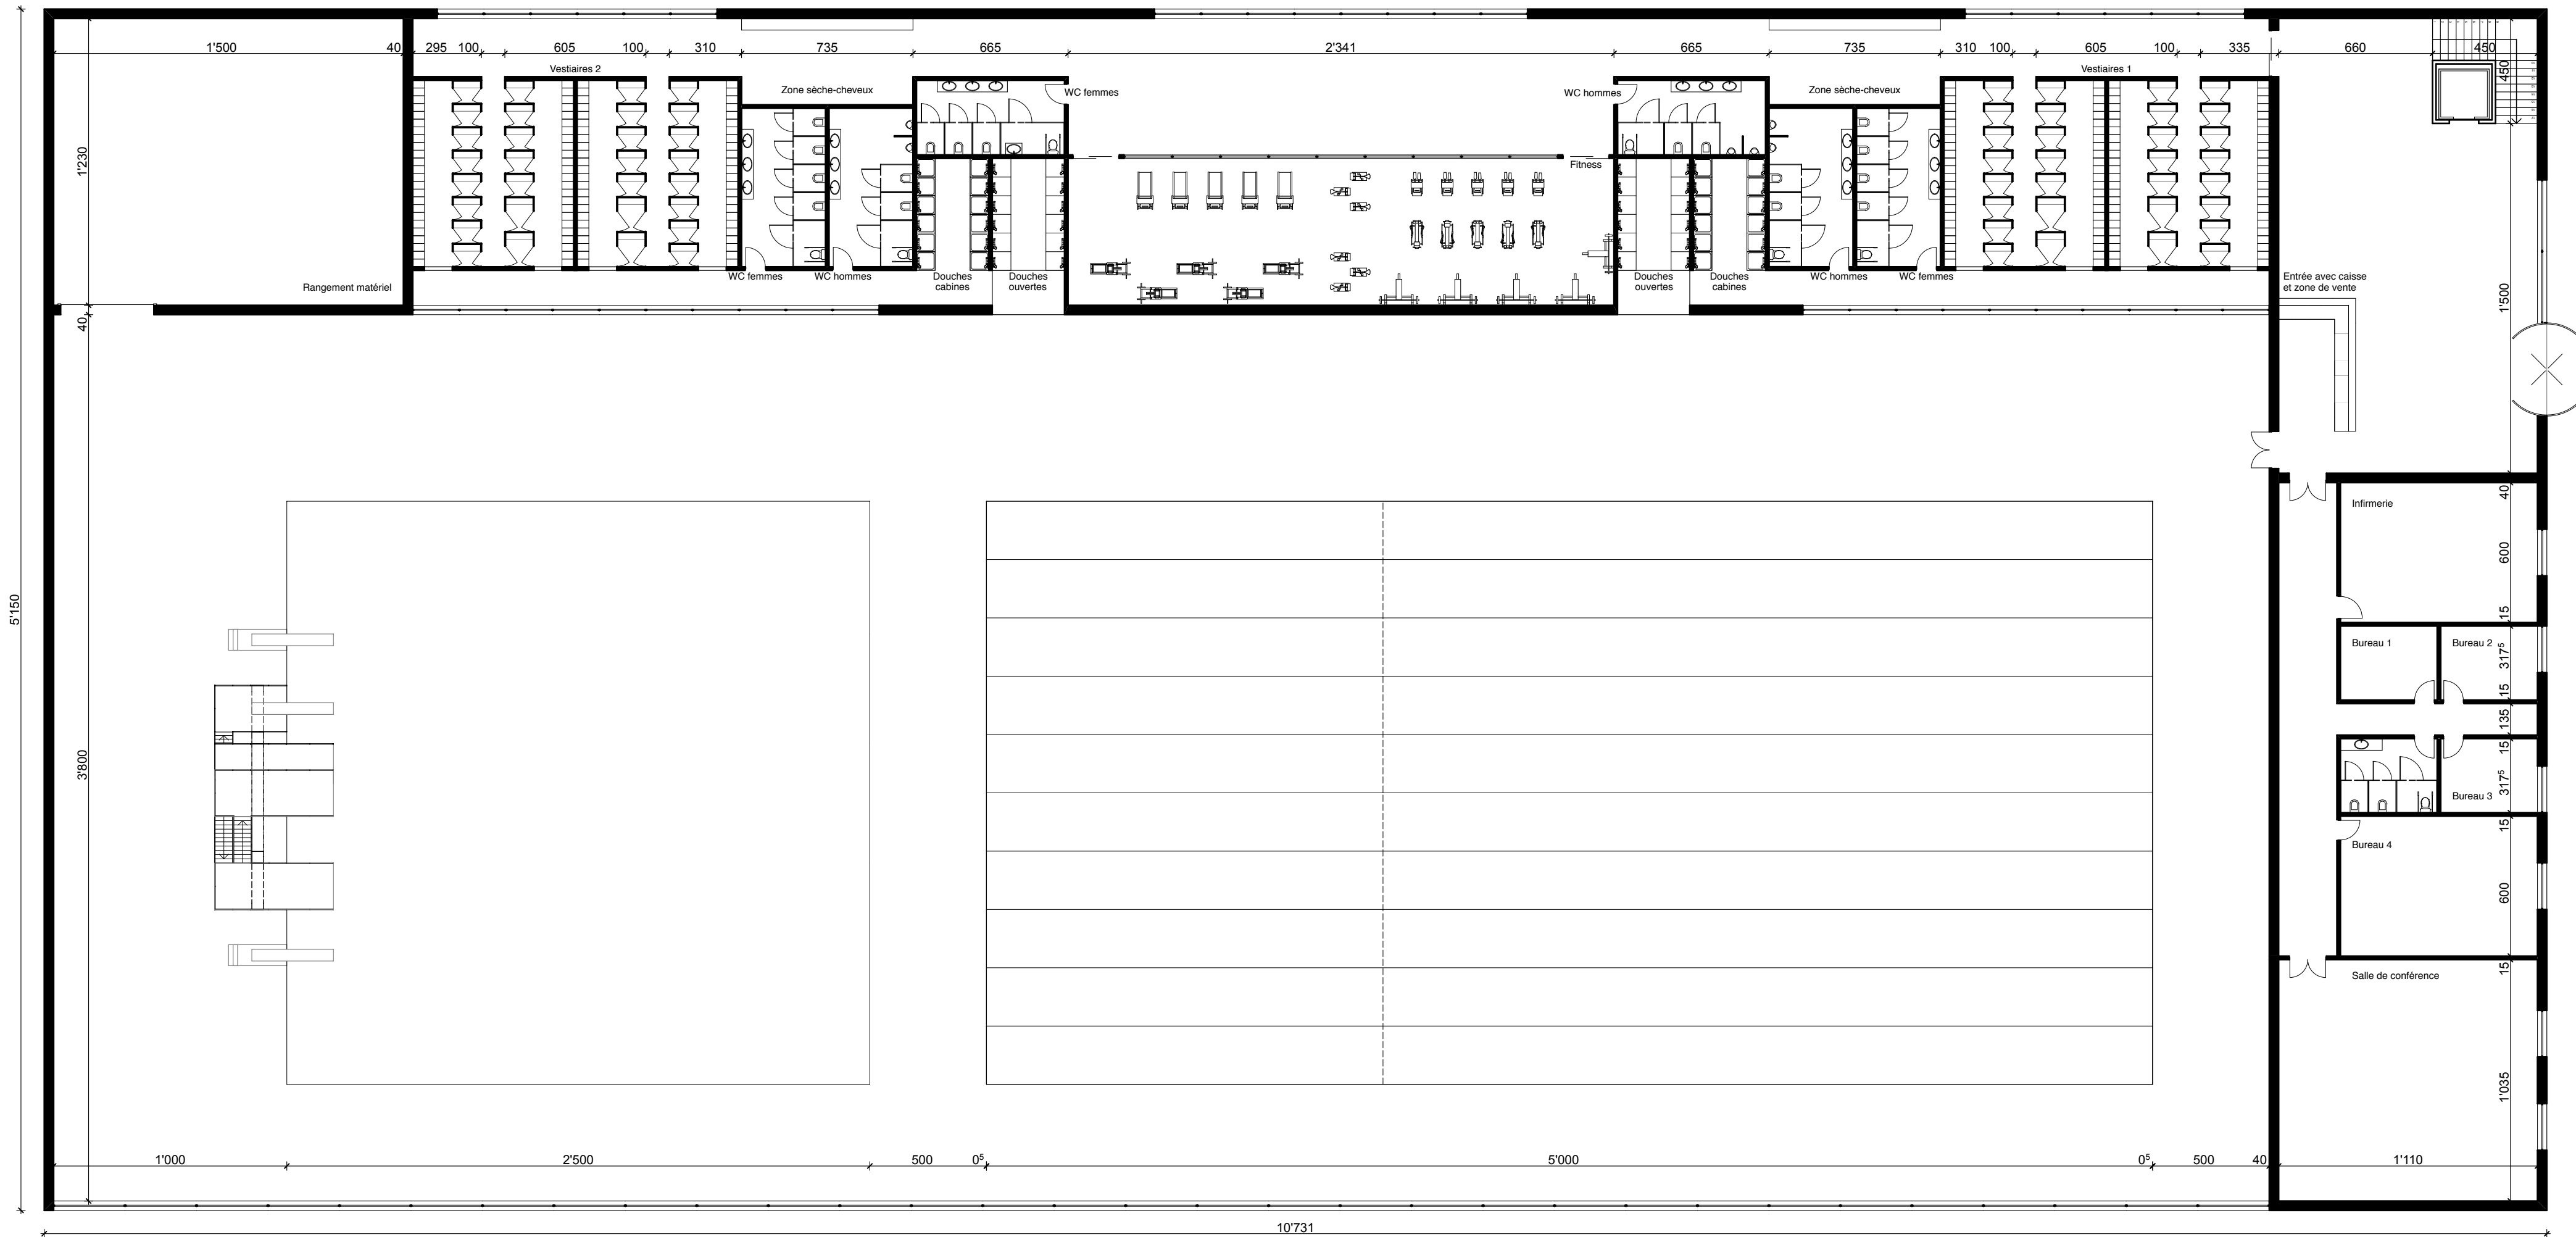 1'500
40
295
100
605
100
310
735
665
2'341
665
735
310
100
605
100
335
660
450
450
Vestiaires 2
Vestiaires 1
Zone sèche-cheveux
WC femmes
WC hommes
Zone sèche-cheveux
1'230
Fitness
Rangement matériel
WC femmes
WC hommes
Douches
cabines
Douches
ouvertes
Douches
ouvertes
Douches
cabines
WC hommes
WC femmes
Entrée avec caisse
et zone de vente
1'500
40
40
Infirmerie
600
15
5'150
Bureau 1
Bureau 2
317⁵
15
135
3'800
15
317⁵
Bureau 3
15
Bureau 4
600
15
Salle de conférence
1'035
1'000
2'500
500
0⁵
5'000
0⁵
500
40
1'110
10'731